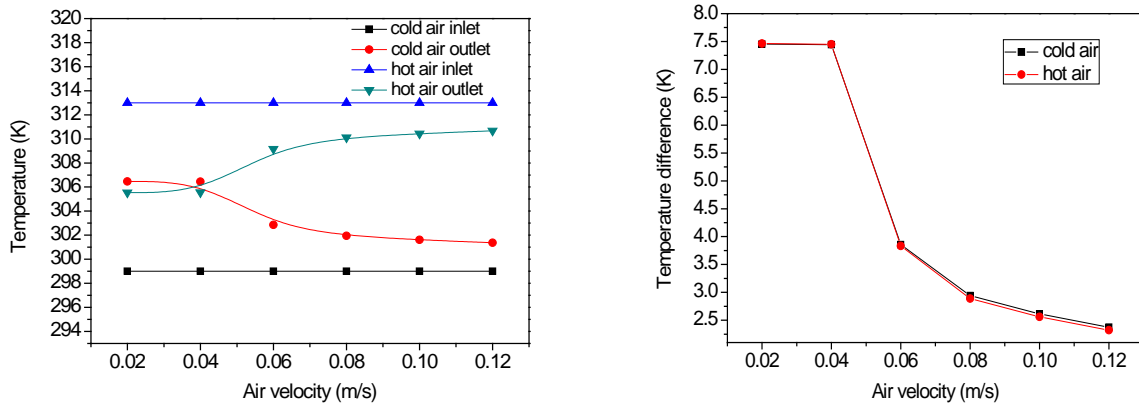 320
318
316
314
312
310
308
306
304
302
300
298
296
294
Temperature (K)
cold air inlet
cold air outlet
hot air inlet
hot air outlet
0.02 0.04 0.06 0.08 0.10 0.12
Air velocity (m/s)
8.0
7.5
7.0
6.5
6.0
5.5
5.0
4.5
4.0
3.5
3.0
2.5
Temperature difference (K)
cold air
hot air
0.02 0.04 0.06 0.08 0.10 0.12
Air velocity (m/s)